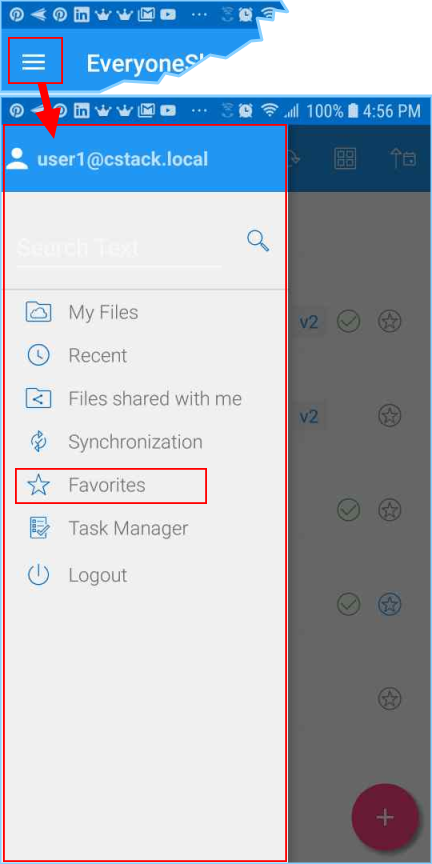 EveryoneS
100% 4:56 PM
user1@cstack.local
Search Text
My Files
Recent
v2
Files shared with me
v2
Synchronization
Favorites
Task Manager
Logout